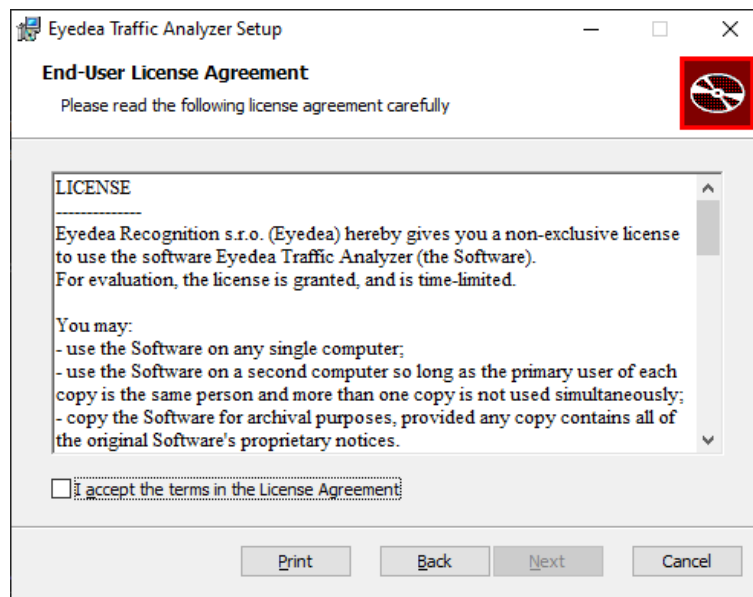 Eyedea Traffic Analyzer Setup
End-User License Agreement
Please read the following license agreement carefully
LICENSE
--------------
Eyedea Recognition s.r.o. (Eyedea) hereby gives you a non-exclusive license
to use the software Eyedea Traffic Analyzer (the Software).
For evaluation, the license is granted, and is time-limited.
You may:
- use the Software on any single computer;
- use the Software on a second computer so long as the primary user of each
copy is the same person and more than one copy is not used simultaneously;
- copy the Software for archival purposes, provided any copy contains all of
the original Software's proprietary notices.
I accept the terms in the License Agreement
Print Back Next Cancel